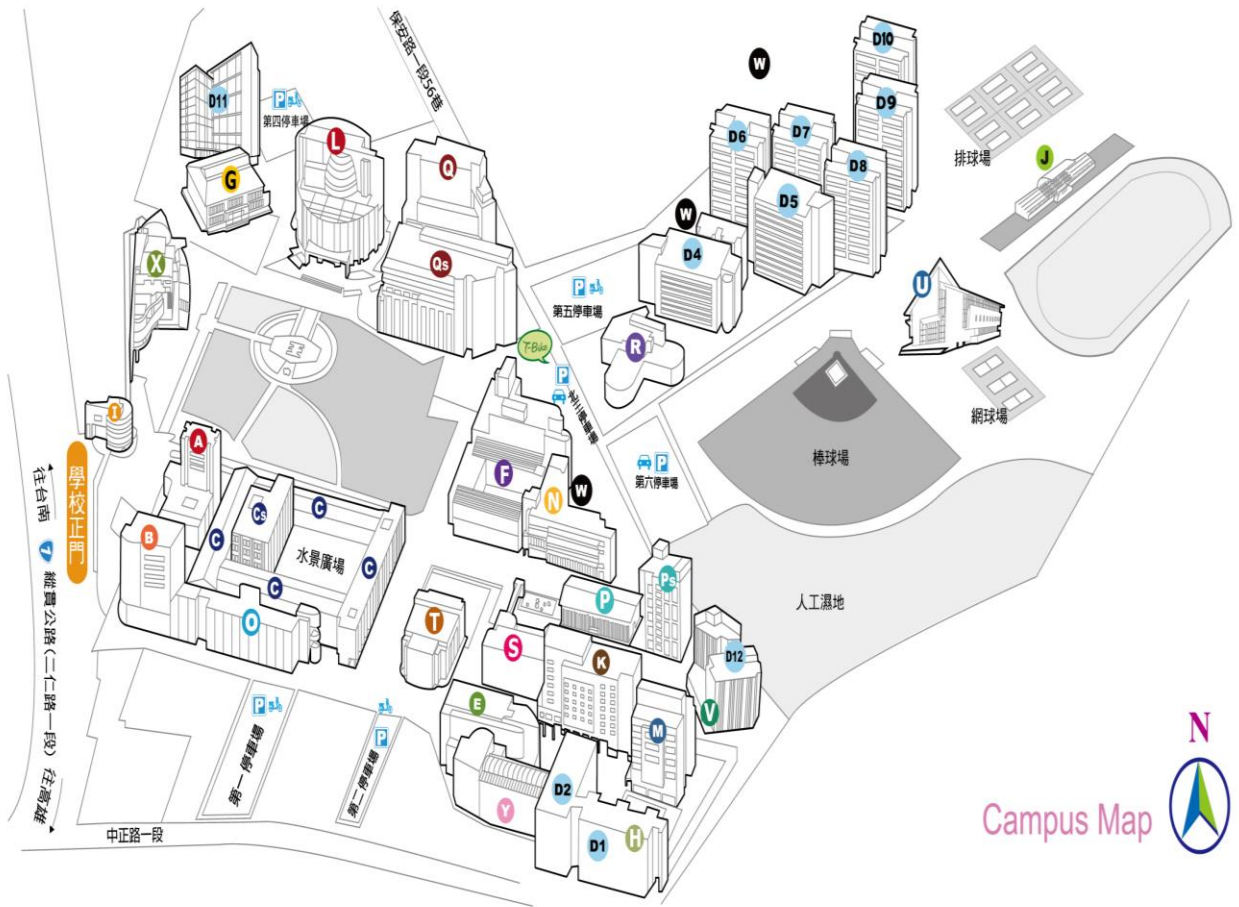 D10
保安路一段56巷
W
D11
P
第四停車場
D9
L
D6
D7
排球場
J
Q
G
D8
D5
W
D4
X
Qs
U
P
第五停車場
T-Bike
R
P
第三停車場
網球場
I
A
棒球場
學校正門
F
P
第六停車場
N
W
Cs
C
B
C
水景廣場
C
C
Ps
P
人工濕地
O
T
S
K
D12
E
V
M
P
第一停車場
P
第二停車場
D2
Y
D1
H
往台南 1 縱貫公路(二仁路一段) 往高雄
中正路一段
N
Campus Map